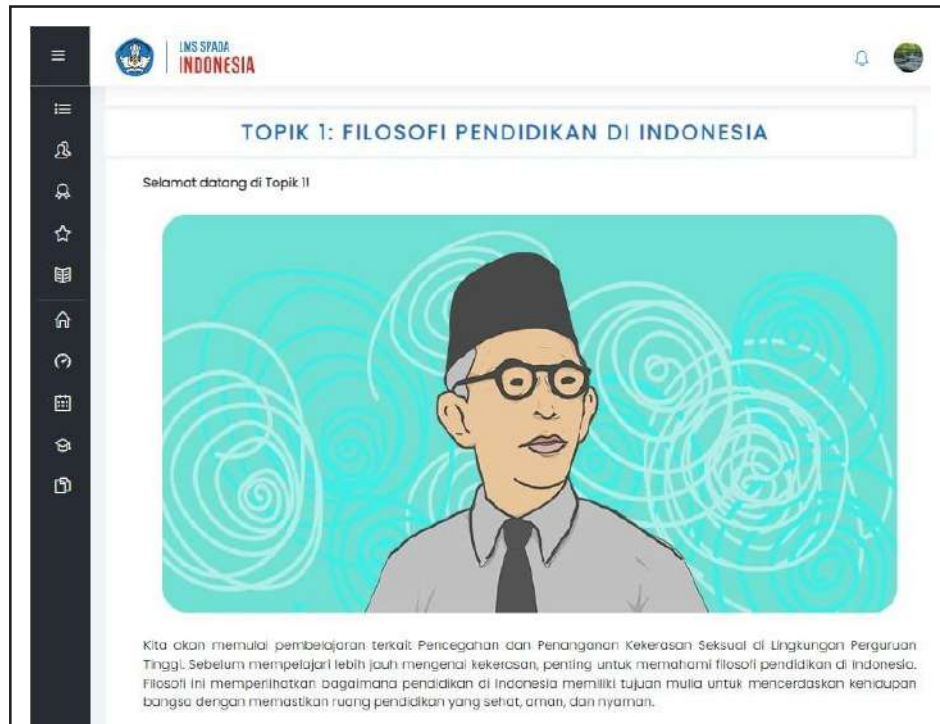 LMS SPADA
INDONESIA
TOPIK 1: FILOSOFI PENDIDIKAN DI INDONESIA
Selamat datang di Topik 1!
Kita akan memulai pembelajaran terkait Pencegahan dan Penanganan Kekerasan Seksual di Lingkungan Perguruan
Tinggi. Sebelum mempelajari lebih jauh mengenai kekerasan, penting untuk memahami filosofi pendidikan di Indonesia.
Filosofi ini memperlihatkan bagaimana pendidikan di Indonesia memiliki tujuan mulia untuk mencerdaskan kehidupan
bangsa dengan memastikan ruang pendidikan yang sehat, aman, dan nyaman.